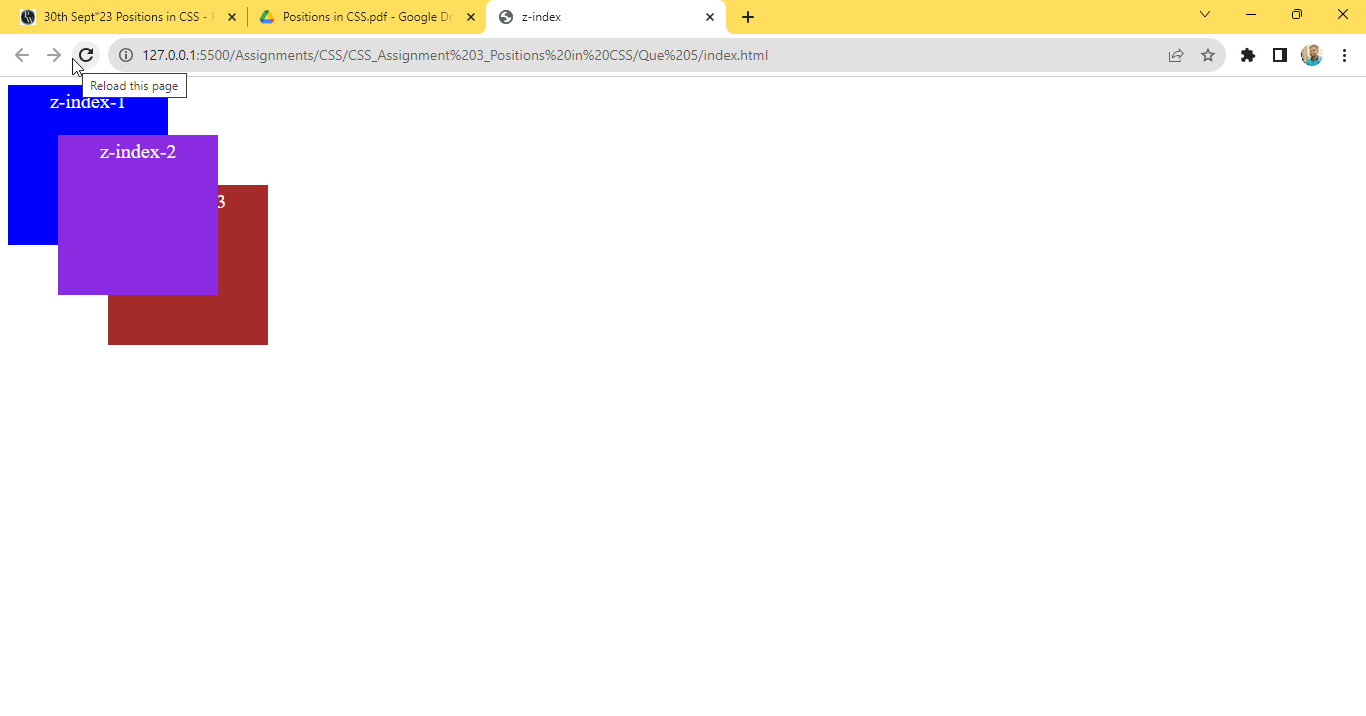 30th Sept"23 Positions in CSS -
Positions in CSS.pdf - Google Dr
z-index
127.0.0.1:5500/Assignments/CSS/CSS_Assignment%203_Positions%20in%20CSS/Que%205/index.html
Reload this page
z-index-1
z-index-2
3